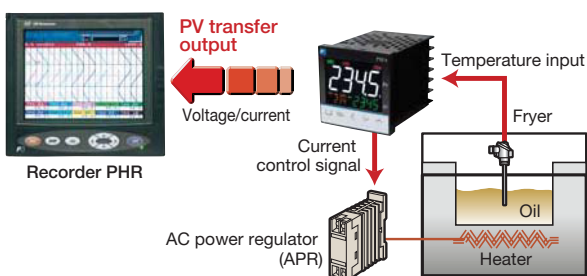 PV transfer
output
Voltage/current
Recorder PHR
2345
Temperature input
Fryer
Current
control signal
AC power regulator
(APR)
Oil
Heater